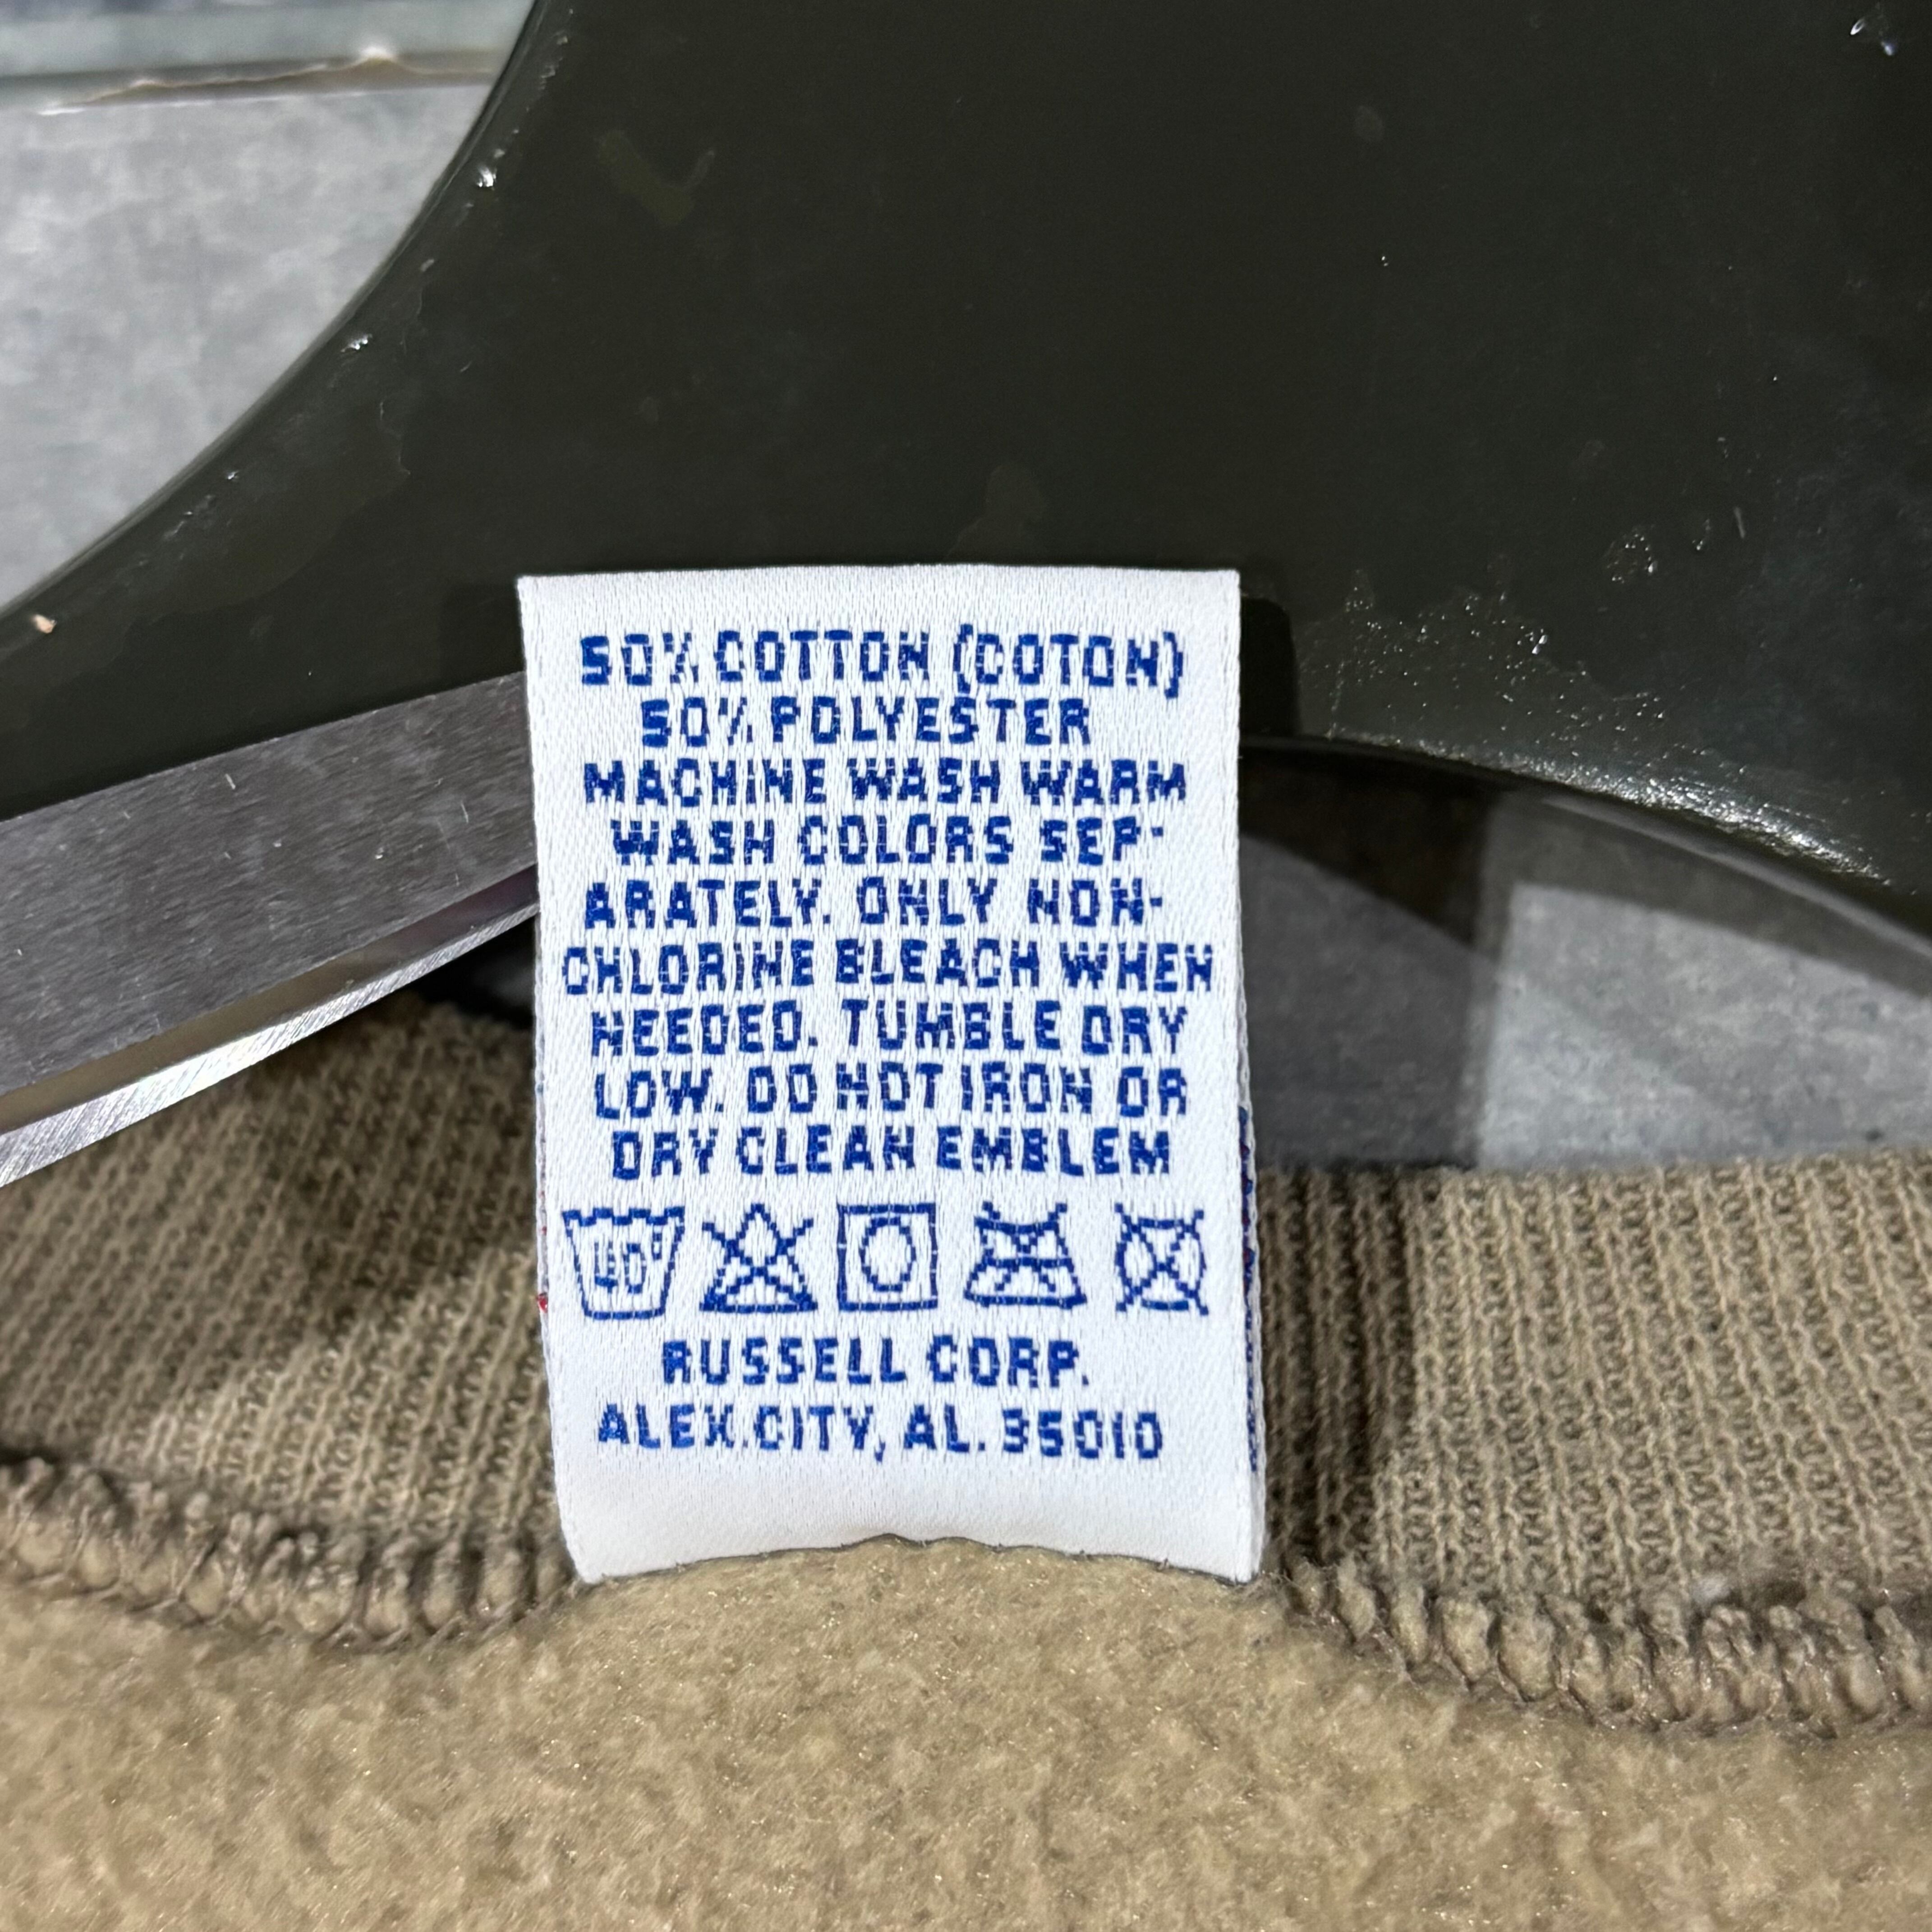 50% COTTON (COTON)
50% POLYESTER
MACHINE WASH WARM
WASH COLORS SEP-
ARATELY. ONLY NON-
CHLORINE BLEACH WHEN
NEEDED. TUMBLE DRY
LOW. DO NOT IRON OR
DRY CLEAN EMBLEM
40°
RUSSELL CORP.
ALEX.CITY, AL. 35010